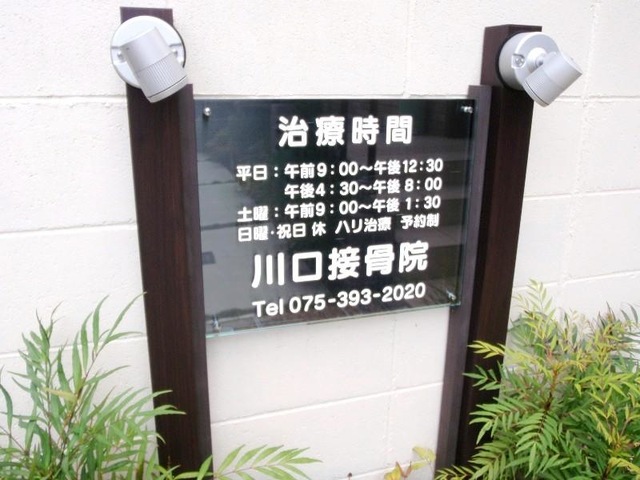 治療時間
平日：午前9：00～午後12：30
午後4：30～午後8：00
土曜：午前9：00～午後1：30
日曜・祝日 休 ハリ治療 予約制
川口接骨院
Tel 075-393-2020